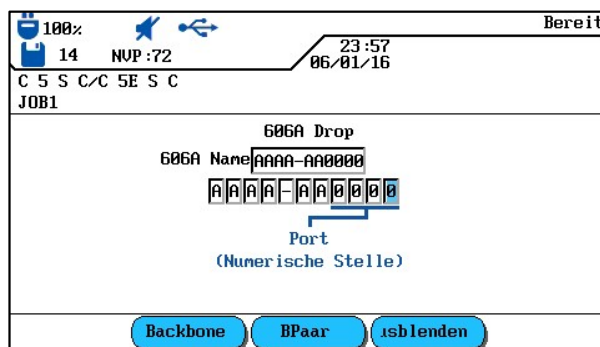 100% Bereit
14 NVP:72 23:57
06/01/16
C 5 S C/C 5E S C
JOB1
606A Drop
606A Name AAAA-AA0000
AAAA-AA0000
Port
(Numerische Stelle)
Backbone BPaar usblenden